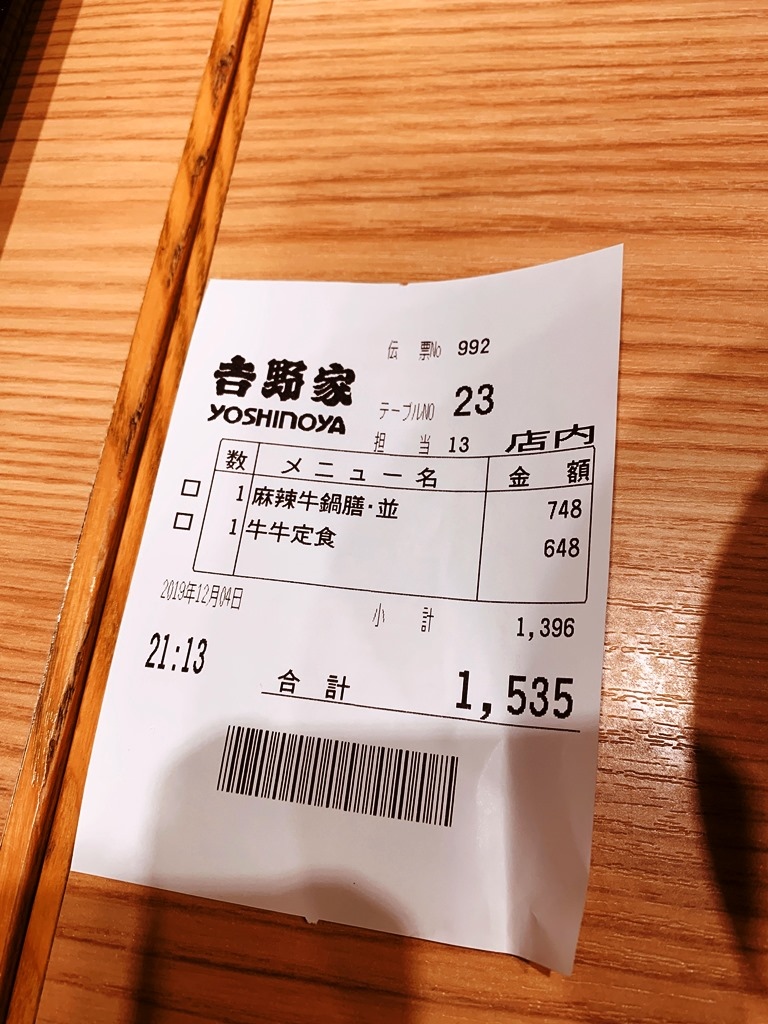 伝票No 992
吉野家
YOSHINOYA
テーブルNO 23
担当 13 店内
数 メニュー名 金額
1 麻辣牛鍋膳・並 748
1 牛牛定食 648
2019年12月04日
小計 1,396
21:13
合計 1,535